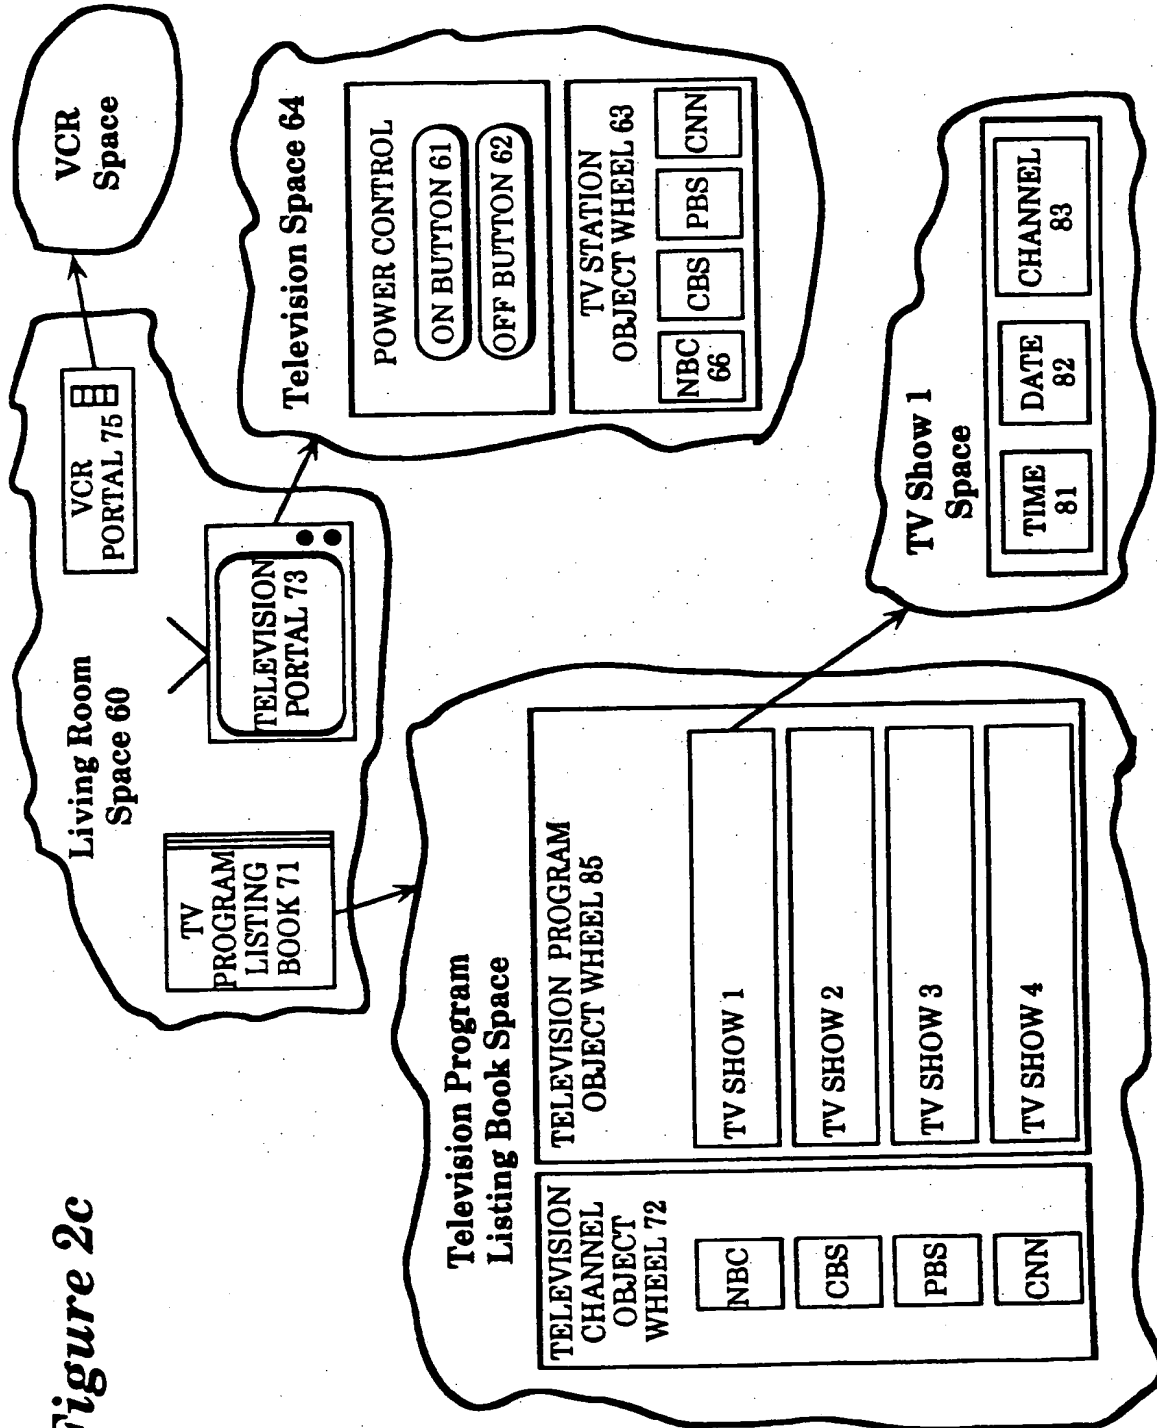 Figure 2c
Living Room
Space 60
TV
PROGRAM
LISTING
BOOK 71
TELEVISION
PORTAL 73
VCR
PORTAL 75
VCR
Space
Television Space 64
POWER CONTROL
ON BUTTON 61
OFF BUTTON 62
TV STATION
OBJECT WHEEL 63
NBC
66
CBS
PBS
CNN
Television Program
Listing Book Space
TELEVISION
CHANNEL
OBJECT
WHEEL 72
NBC
CBS
PBS
CNN
TELEVISION PROGRAM
OBJECT WHEEL 85
TV SHOW 1
TV SHOW 2
TV SHOW 3
TV SHOW 4
TV Show 1
Space
TIME
81
DATE
82
CHANNEL
83